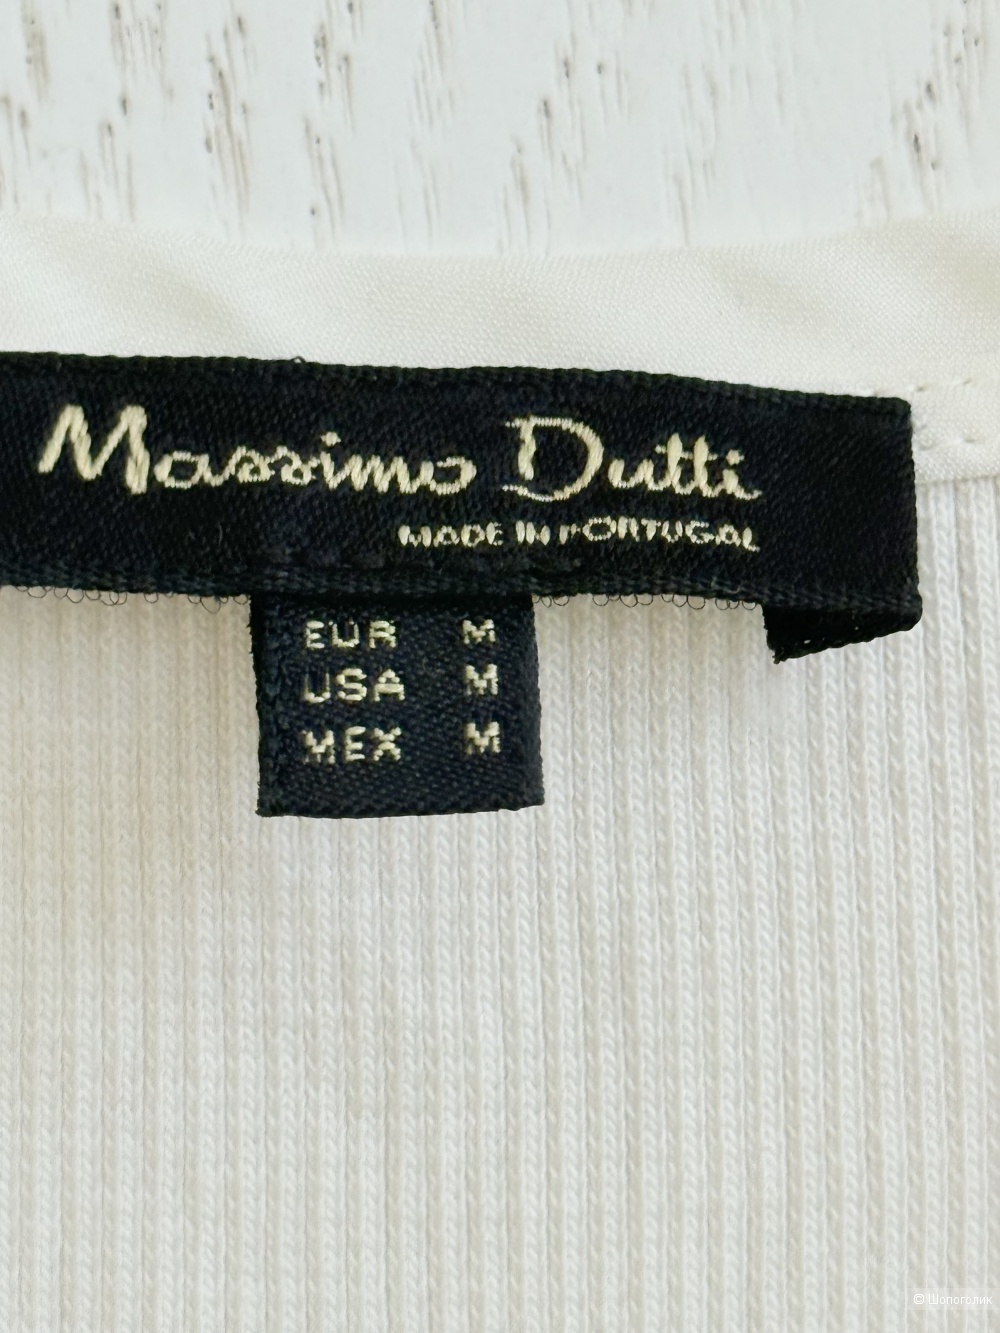 Massimo Dutti
MADE IN PORTUGAL
EUR M
USA M
MEX M
© Шопоголик